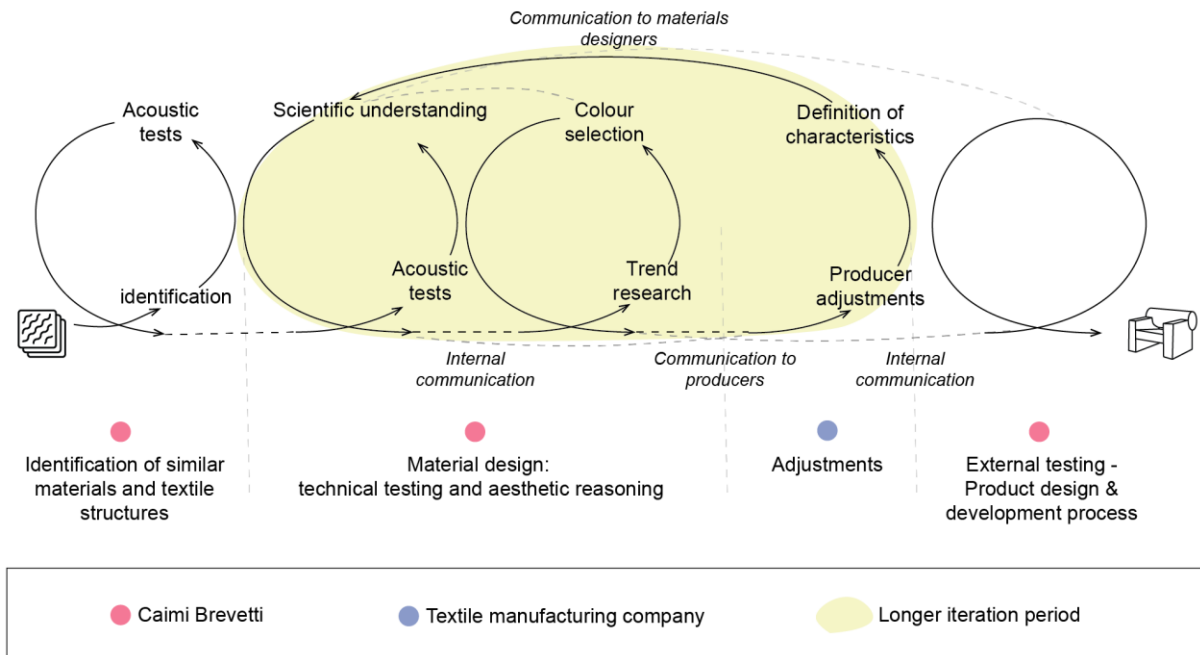 Communication to materials
designers
Acoustic
tests
Scientific understanding
Colour
selection
Definition of
characteristics
identification
Acoustic
tests
Trend
research
Producer
adjustments
Internal
communication
Communication to
producers
Internal
communication
Identification of similar
materials and textile
structures
Material design:
technical testing and aesthetic reasoning
Adjustments
External testing -
Product design &
development process
Caimi Brevetti
Textile manufacturing company
Longer iteration period